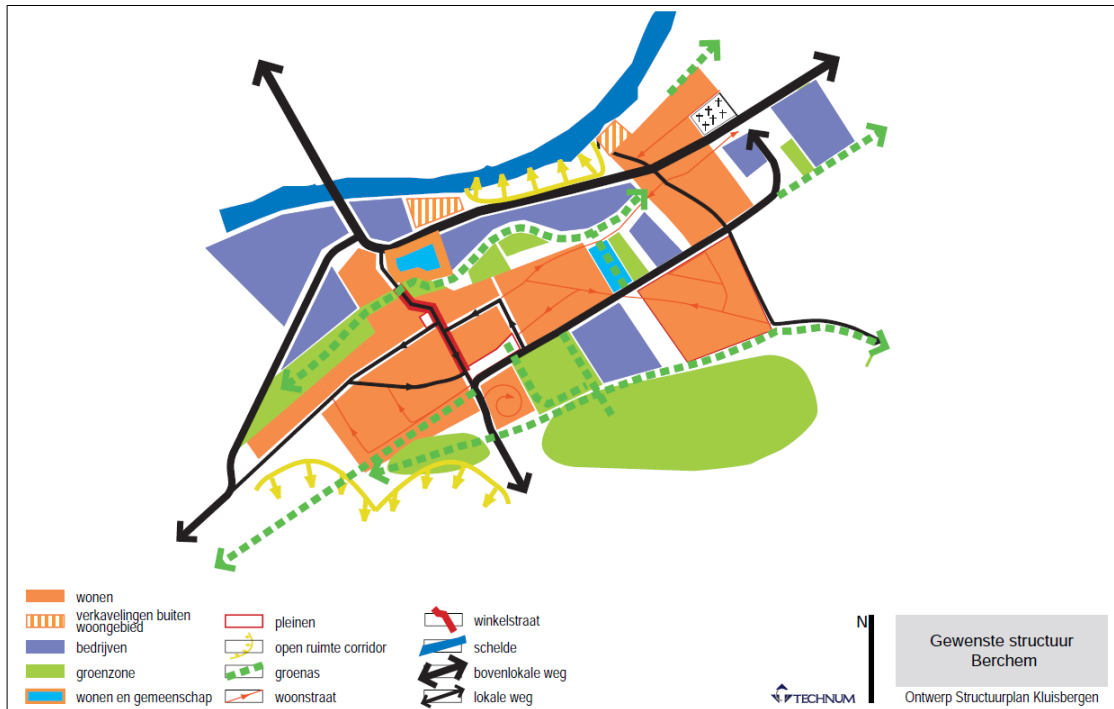 wonen
verkavelingen buiten
woongebied
bedrijven
groenzone
wonen en gemeenschap
pleinen
open ruimte corridor
groenas
woonstraat
winkelstraat
schelde
bovenlokale weg
lokale weg
TECHNUM
N
Gewenste structuur
Berchem
Ontwerp Structuurplan Kluisbergen